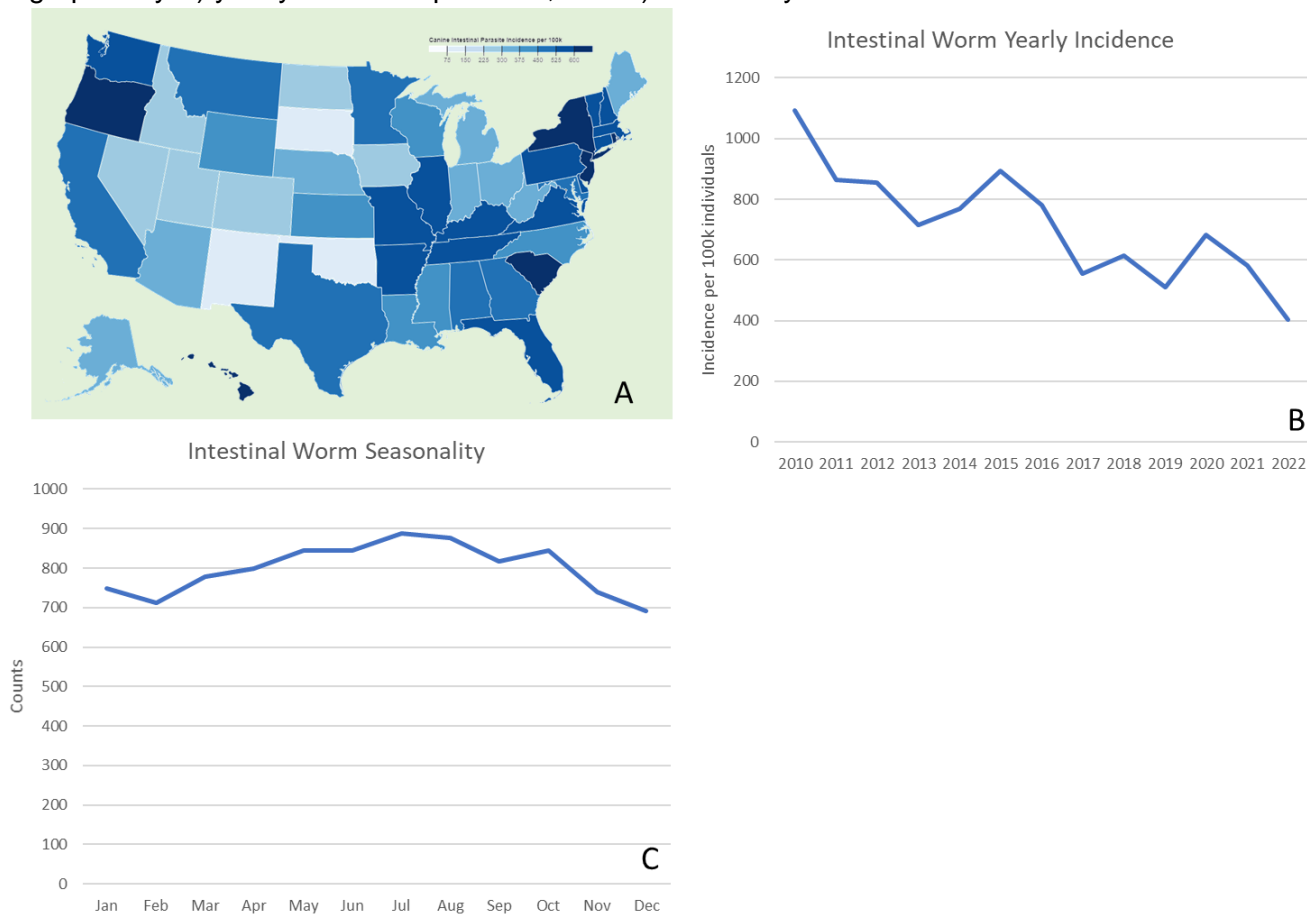 Canine Intestinal Parasite Incidence per 100k
75 150 225 300 375 450 525 600
A
Intestinal Worm Yearly Incidence
1200
1000
800
600
400
200
0
Incidence per 100k individuals
2010 2011 2012 2013 2014 2015 2016 2017 2018 2019 2020 2021 2022
B
Intestinal Worm Seasonality
1000
900
800
700
600
500
400
300
200
100
0
Counts
Jan Feb Mar Apr May Jun Jul Aug Sep Oct Nov Dec
C